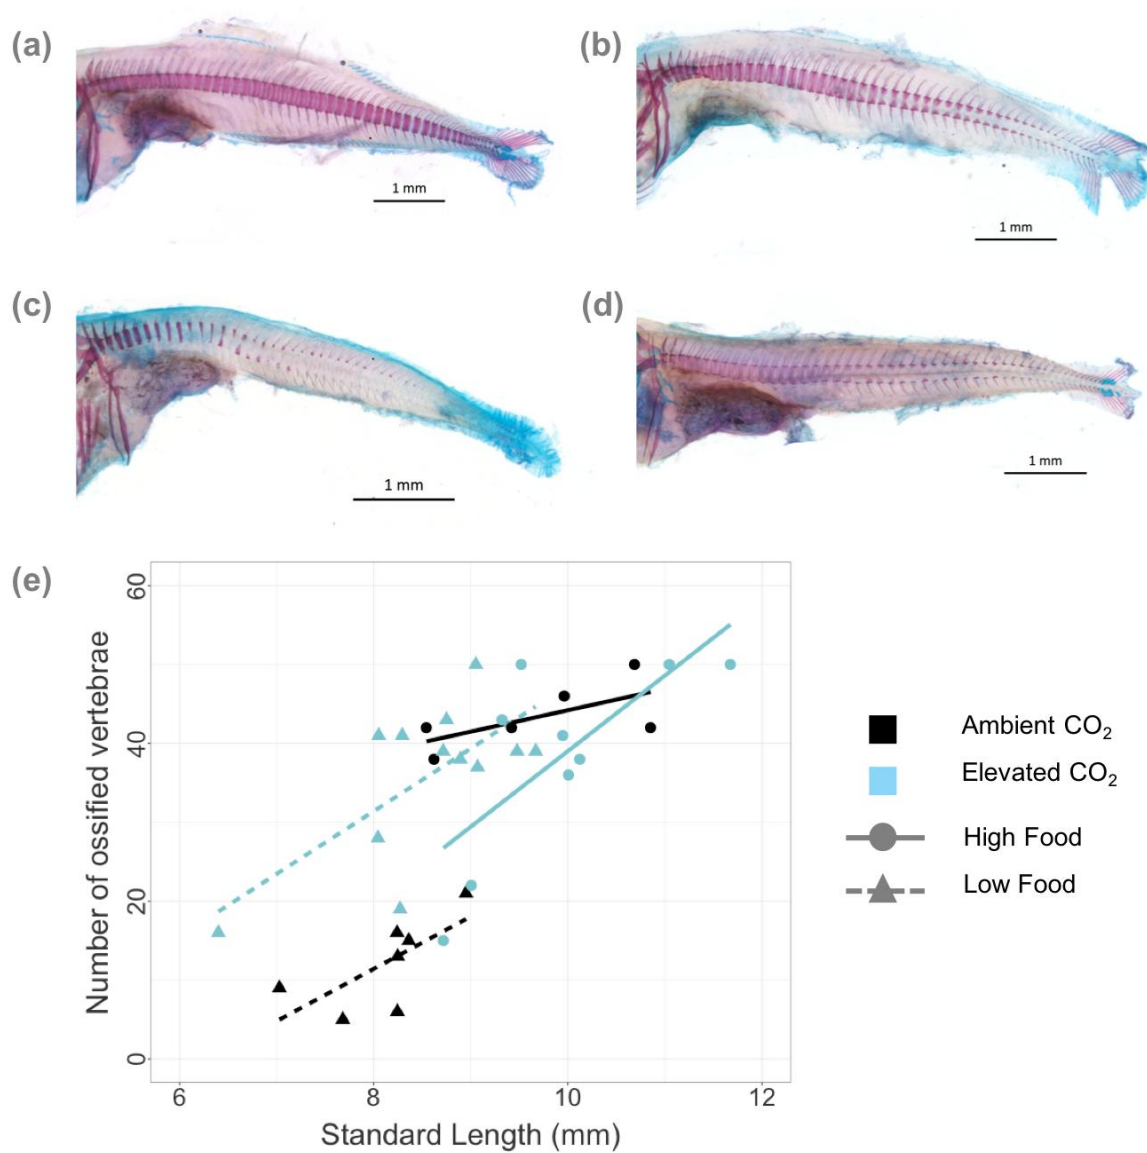 (a)
1 mm
(b)
1 mm
(c)
1 mm
(d)
1 mm
(e)
Number of ossified vertebrae
60
40
20
0
6 8 10 12
Standard Length (mm)
Ambient CO₂
Elevated CO₂
High Food
Low Food